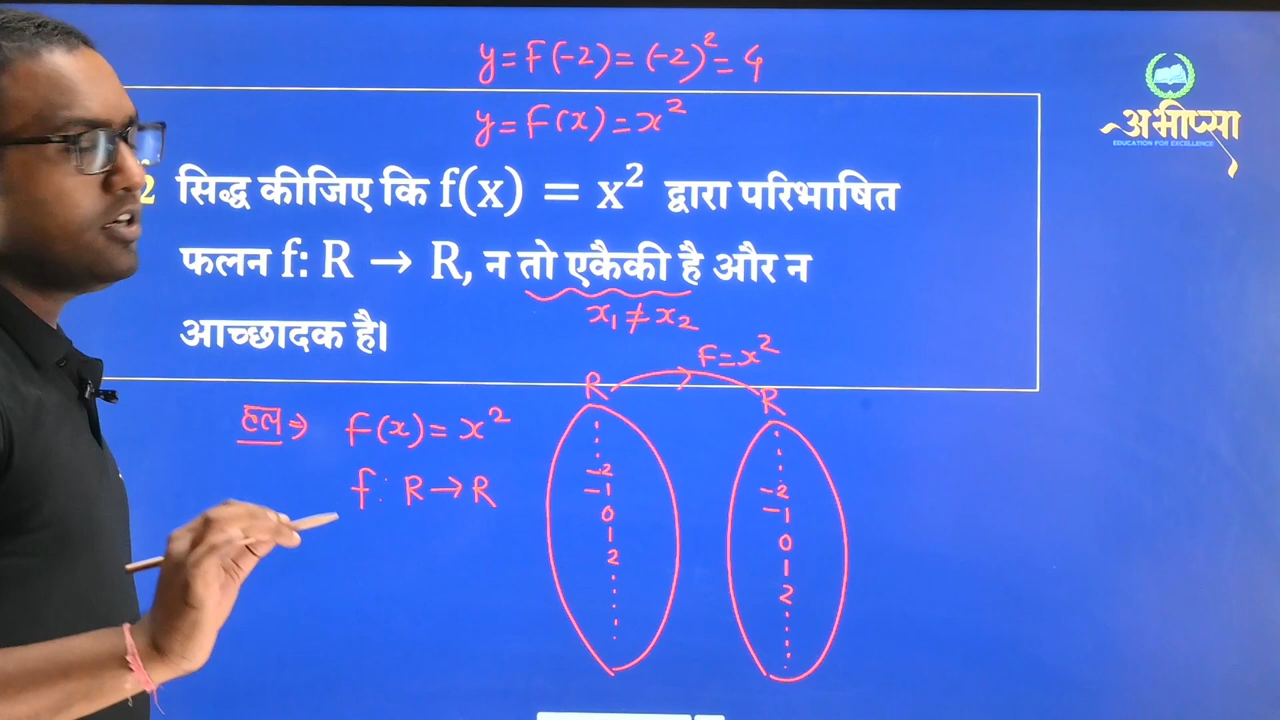 y=f(-2)=(-2)²=4
y=f(x)=x²
अभीप्सा
EDUCATION FOR EXCELLENCE
2 सिद्ध कीजिए कि f(x) = x² द्वारा परिभाषित
फलन f: R → R, न तो एकैकी है और न
x₁≠x₂
आच्छादक है।
हल⇒ f(x)=x²
f: R→R
f=x²
R
-2
-1
0
1
2
R
-2
-1
0
1
2